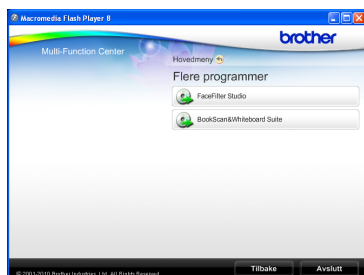 Macromedia Flash Player 8
brother
Multi-Function Center
Hovedmeny
Flere programmer
FaceFilter Studio
BookScan&Whiteboard Suite
© 2001-2010 Brother Industries, Ltd. All Rights Reserved.
Tilbake
Avslutt